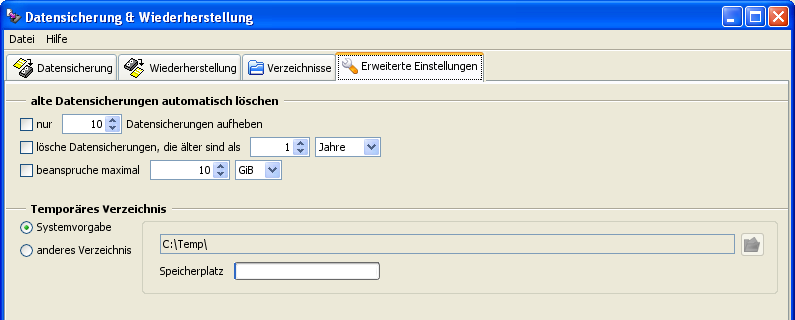 Datensicherung & Wiederherstellung
Datei Hilfe
Datensicherung Wiederherstellung Verzeichnisse Erweiterte Einstellungen
alte Datensicherungen automatisch löschen
nur 10 Datensicherungen aufheben
lösche Datensicherungen, die älter sind als 1 Jahre
beanspruche maximal 10 GiB
Temporäres Verzeichnis
Systemvorgabe
C:\Temp\
anderes Verzeichnis
Speicherplatz